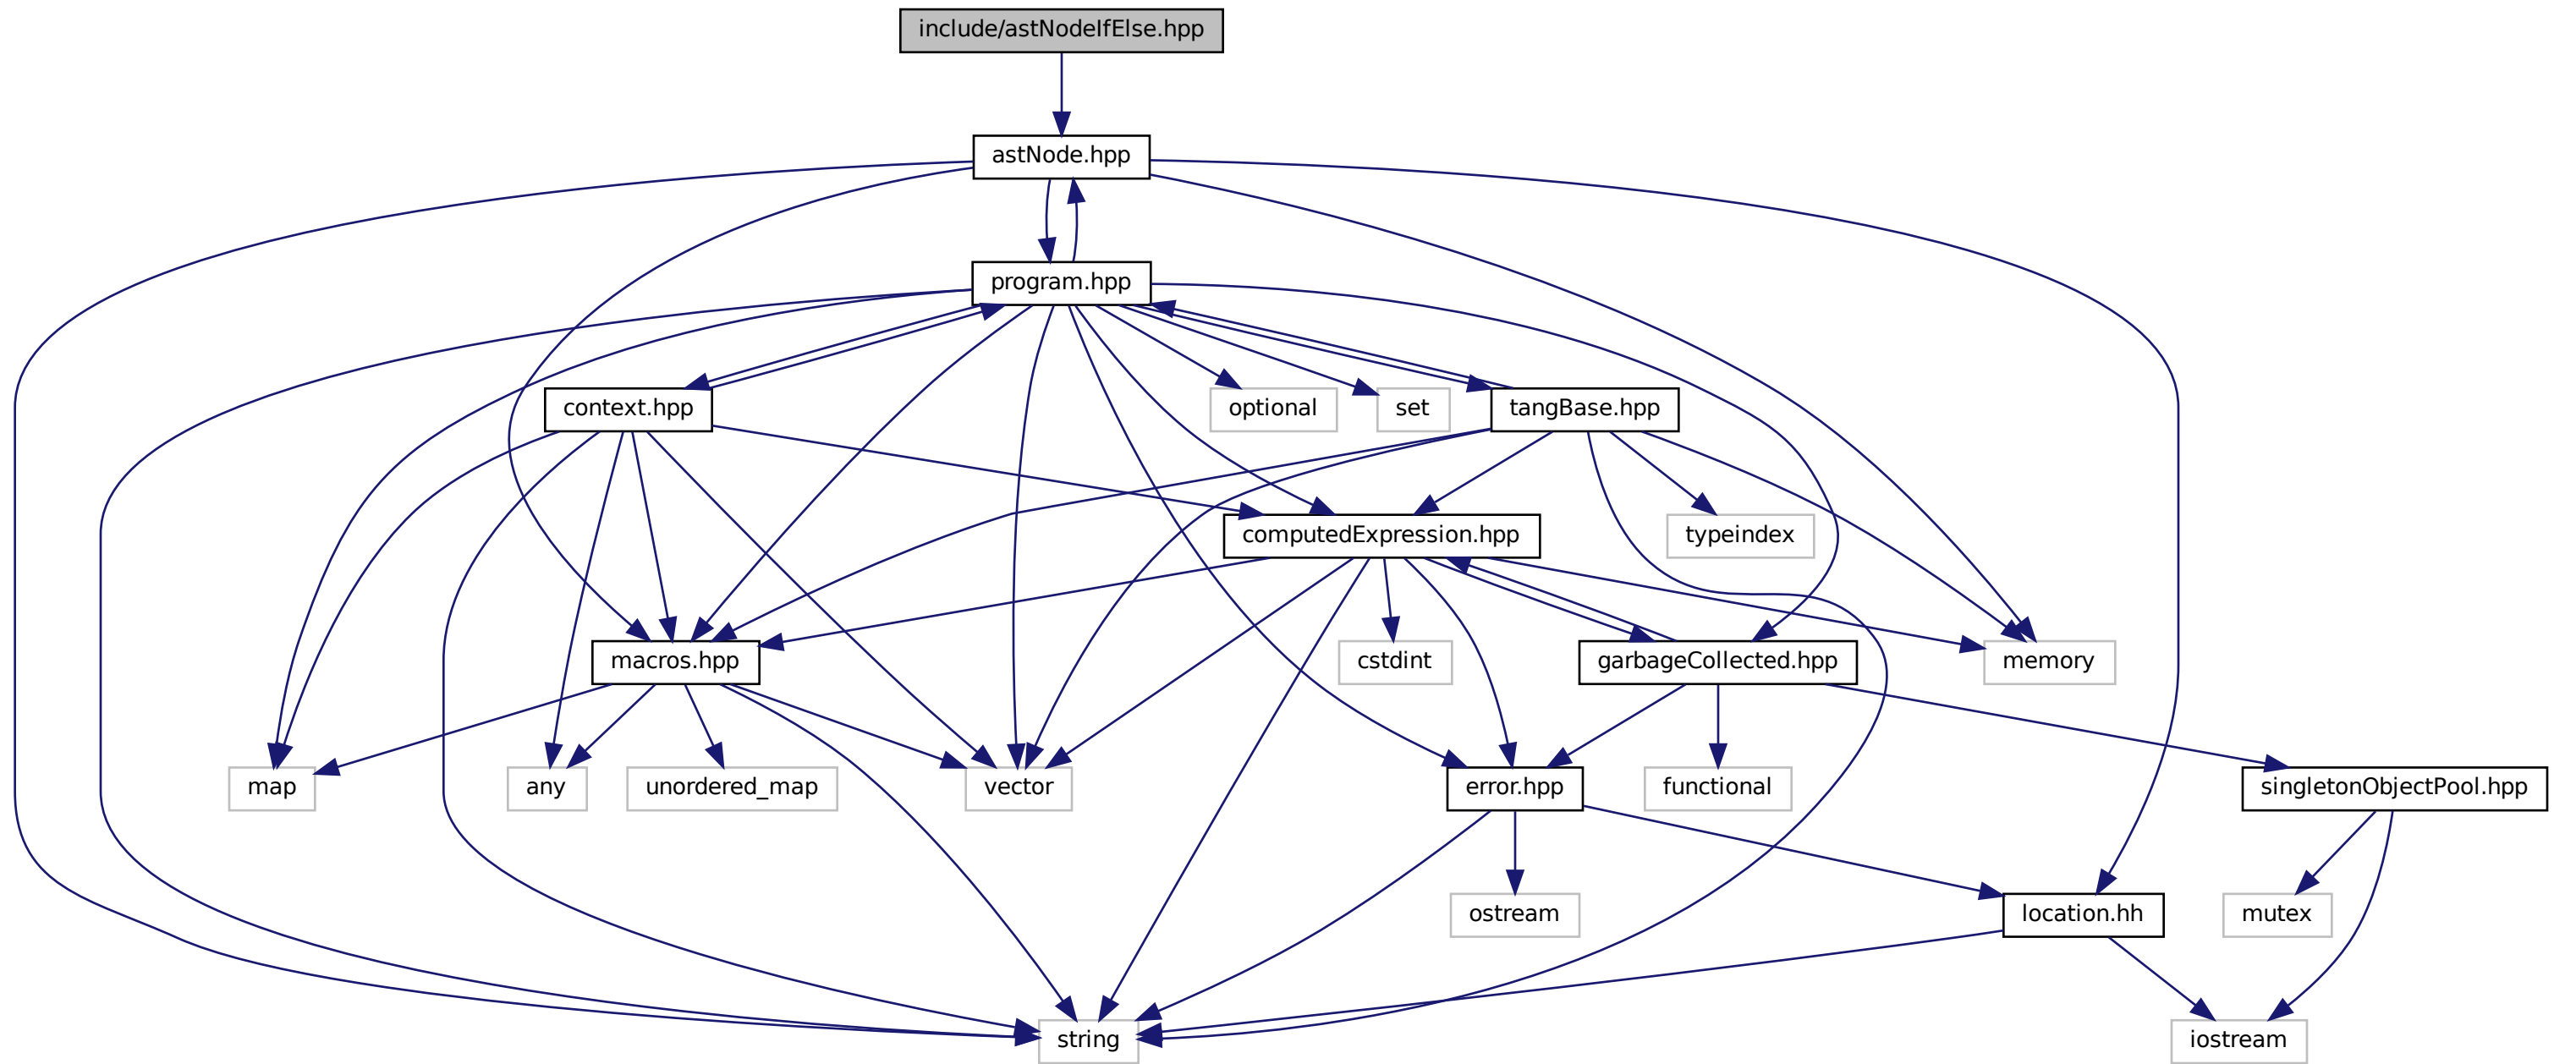 include/astNodeIfElse.hpp
astNode.hpp
program.hpp
context.hpp
optional
set
tangBase.hpp
computedExpression.hpp
typeindex
macros.hpp
cstdint
garbageCollected.hpp
memory
map
any
unordered_map
vector
error.hpp
functional
singletonObjectPool.hpp
ostream
location.hh
mutex
string
iostream